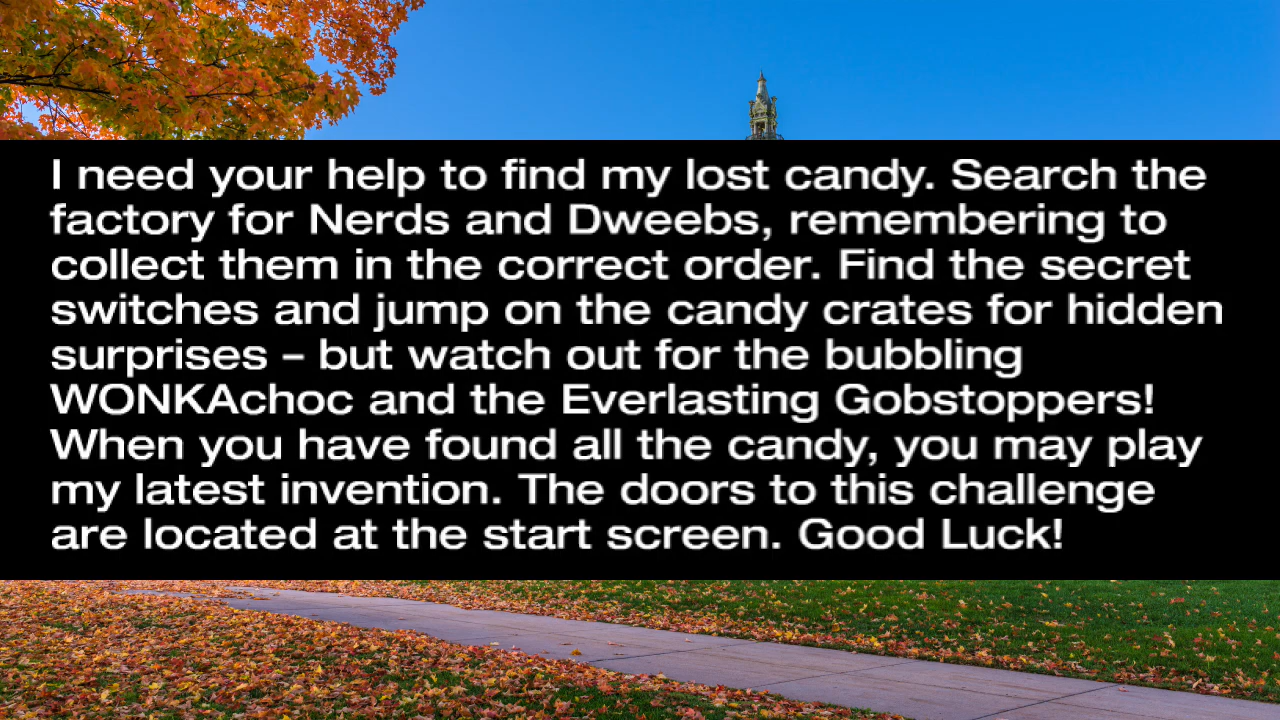 I need your help to find my lost candy. Search the
factory for Nerds and Dweebs, remembering to
collect them in the correct order. Find the secret
switches and jump on the candy crates for hidden
surprises – but watch out for the bubbling
WONKAchoc and the Everlasting Gobstoppers!
When you have found all the candy, you may play
my latest invention. The doors to this challenge
are located at the start screen. Good Luck!